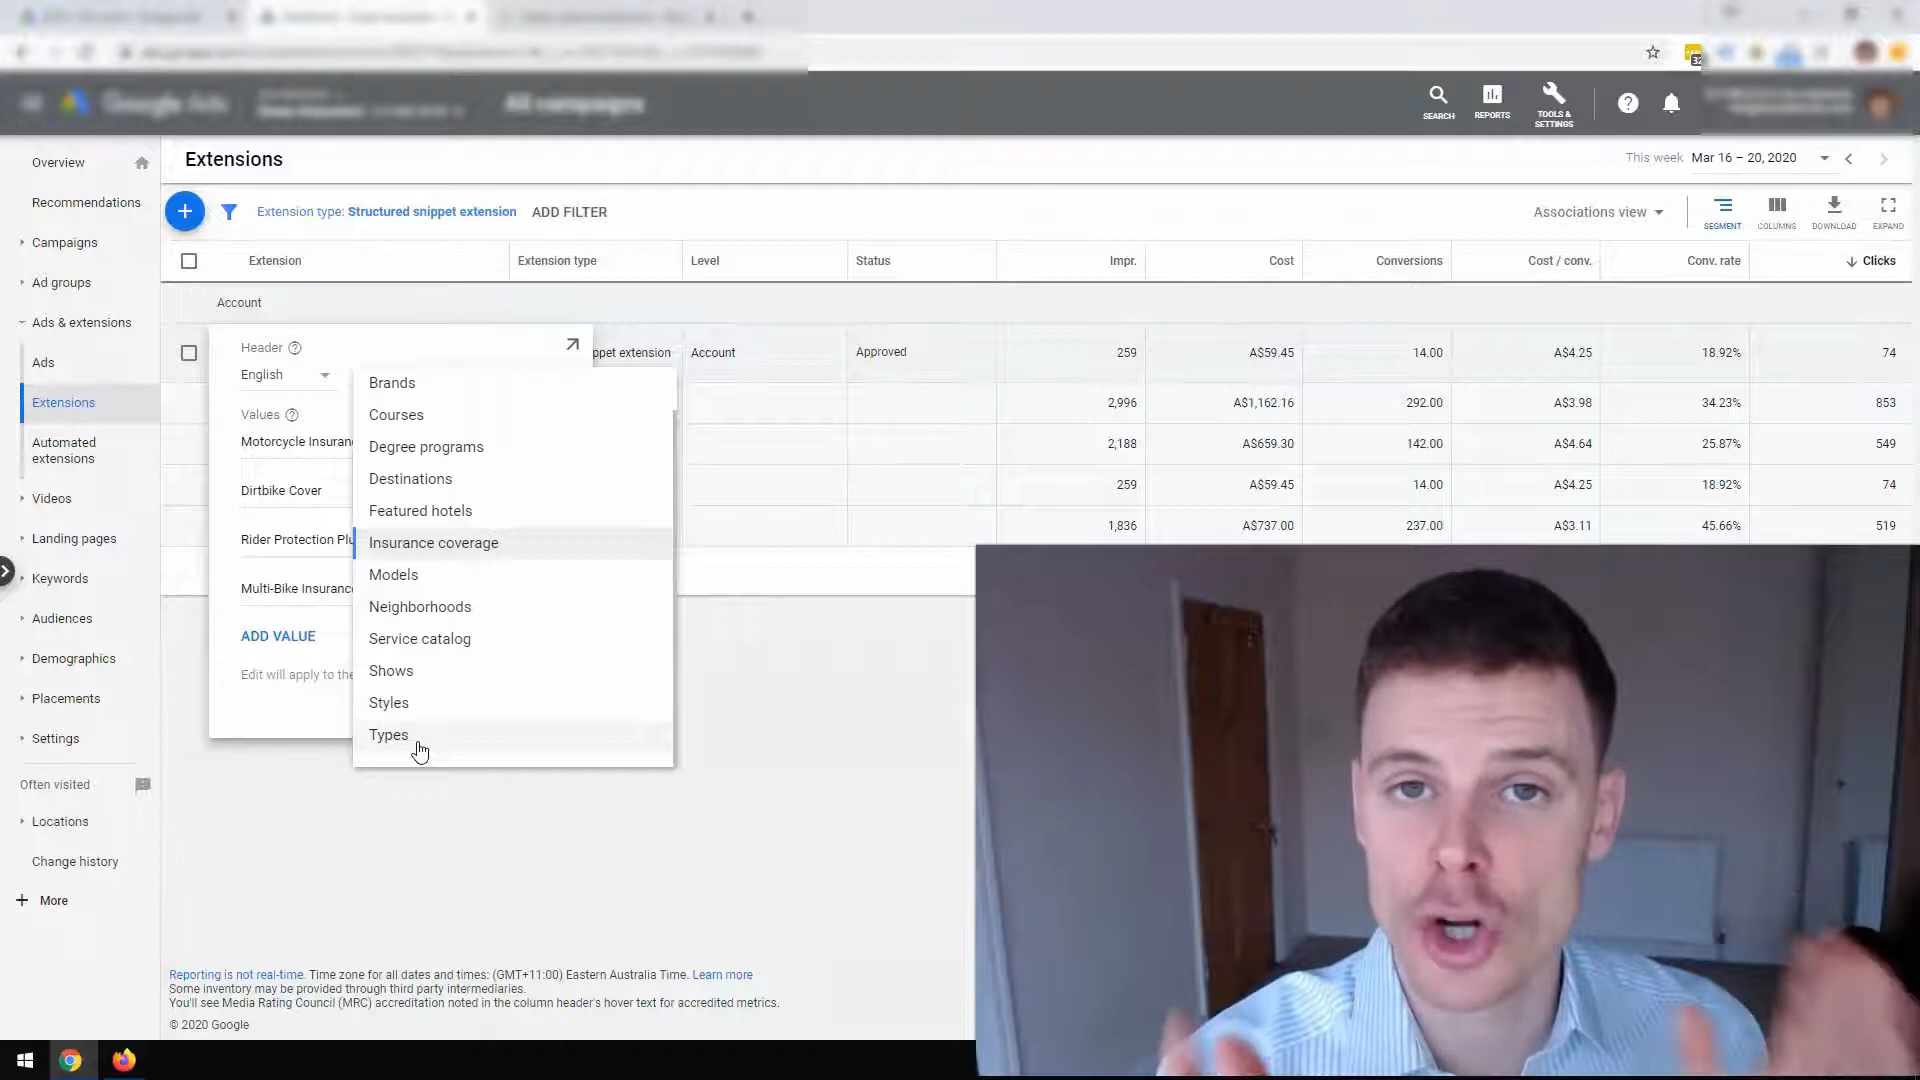 Google Ads
All campaigns
SEARCH
REPORTS
TOOLS & SETTINGS
Overview
Recommendations
Campaigns
Ad groups
Ads & extensions
Ads
Extensions
Automated extensions
Videos
Landing pages
Keywords
Audiences
Demographics
Placements
Settings
Often visited
Locations
Change history
More
Extensions
This week Mar 16 – 20, 2020
Extension type: Structured snippet extension ADD FILTER
Associations view
SEGMENT
COLUMNS
DOWNLOAD
EXPAND
Extension Extension type Level Status Impr. Cost Conversions Cost / conv. Conv. rate Clicks
Account
ppet extension Account Approved 259 A$59.45 14.00 A$4.25 18.92% 74
2,996 A$1,162.16 292.00 A$3.98 34.23% 853
2,188 A$659.30 142.00 A$4.64 25.87% 549
259 A$59.45 14.00 A$4.25 18.92% 74
1,836 A$737.00 237.00 A$3.11 45.66% 519
Header
English
Values
Motorcycle Insuran
Dirtbike Cover
Rider Protection Plu
Multi-Bike Insuranc
ADD VALUE
Edit will apply to the
Brands
Courses
Degree programs
Destinations
Featured hotels
Insurance coverage
Models
Neighborhoods
Service catalog
Shows
Styles
Types
Reporting is not real-time. Time zone for all dates and times: (GMT+11:00) Eastern Australia Time. Learn more
Some inventory may be provided through third party intermediaries.
You'll see Media Rating Council (MRC) accreditation noted in the column header's hover text for accredited metrics.
© 2020 Google